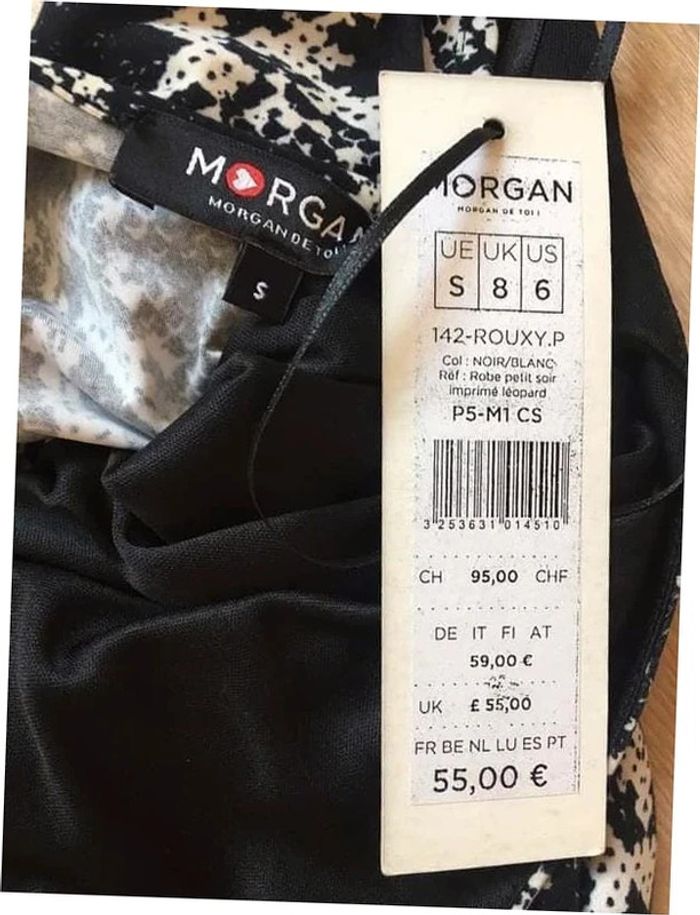 MORGAN
MORGAN DE TOI
S
MORGAN
MORGAN DE TOI !
UE UK US
S 8 6
142-ROUXY.P
Col : NOIR/BLANC
Réf : Robe petit soir
imprimé léopard
P5-M1 CS
3 253631 014510
CH 95,00 CHF
DE IT FI AT
59,00 €
UK £ 55,00
FR BE NL LU ES PT
55,00 €